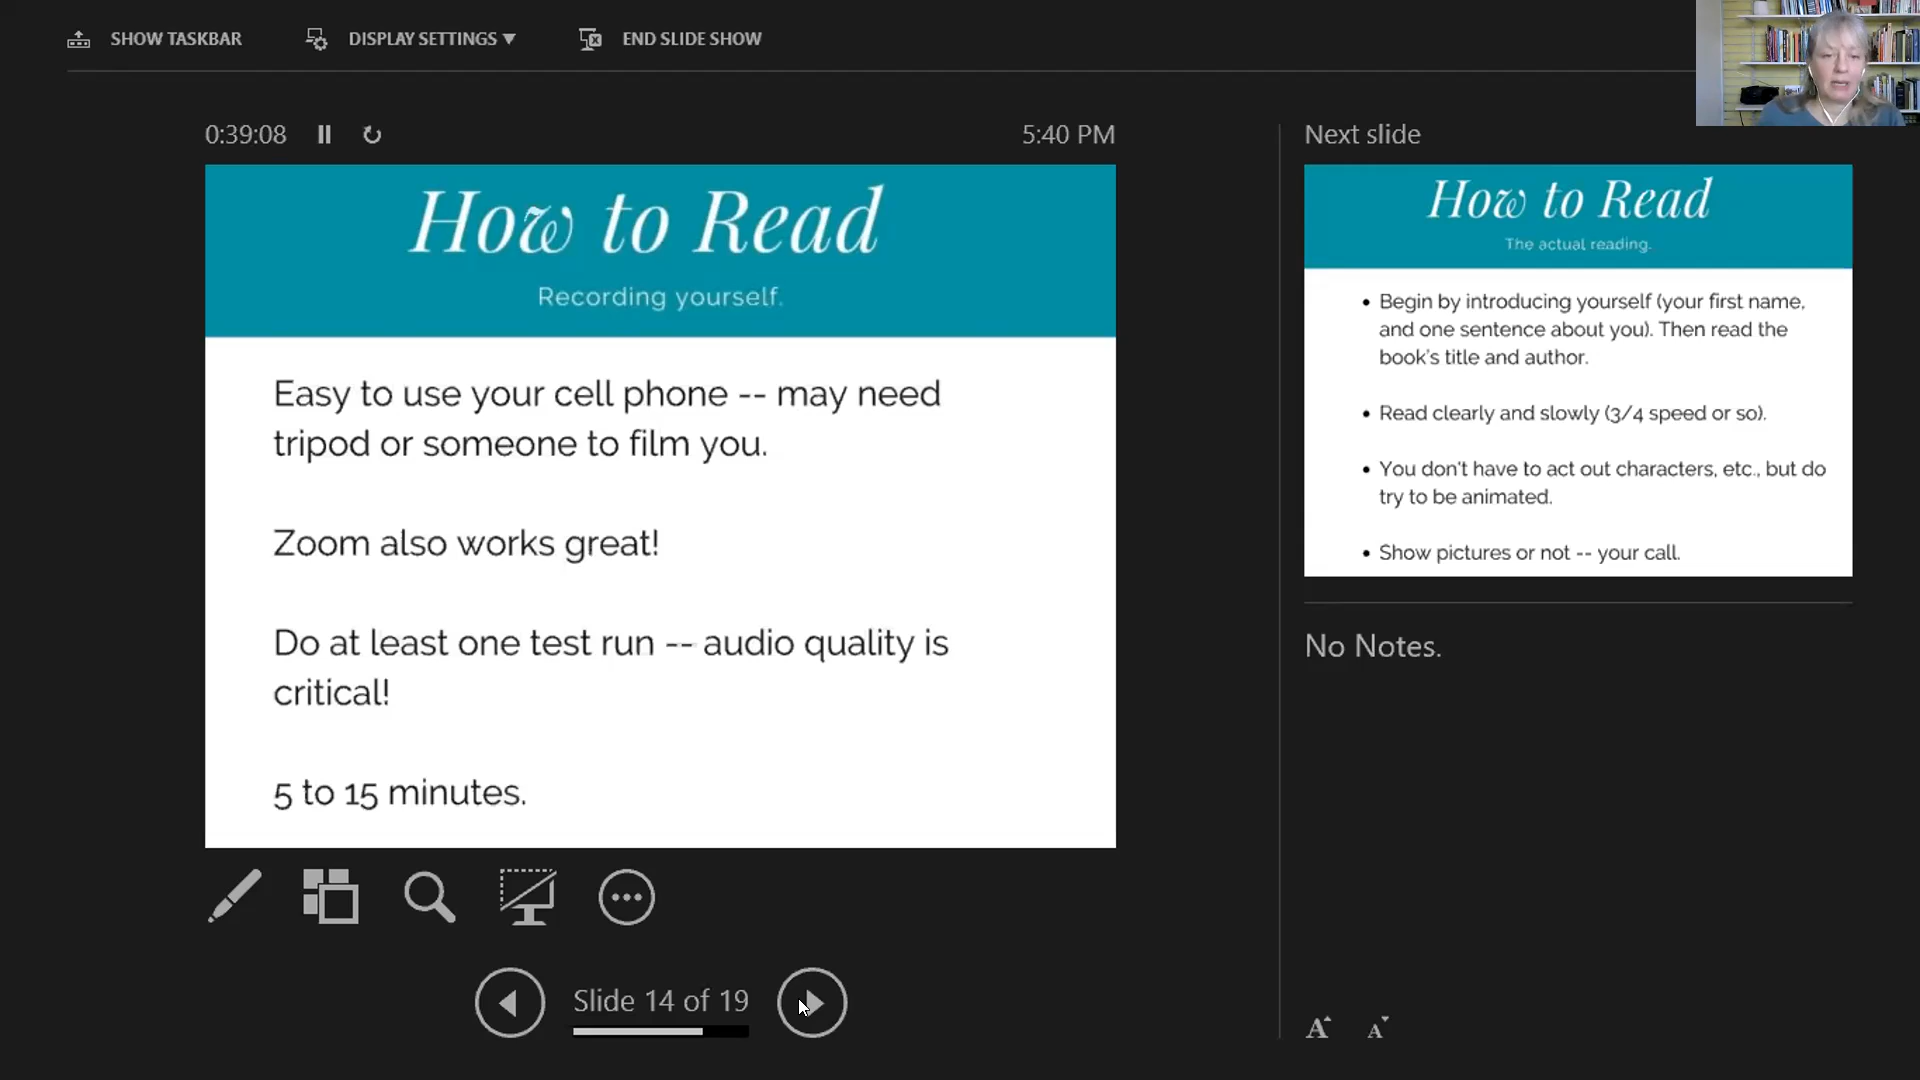 SHOW TASKBAR
DISPLAY SETTINGS ▼
END SLIDE SHOW
0:39:08
5:40 PM
How to Read
Recording yourself.
Easy to use your cell phone -- may need
tripod or someone to film you.
Zoom also works great!
Do at least one test run -- audio quality is
critical!
5 to 15 minutes.
Slide 14 of 19
Next slide
How to Read
The actual reading.
• Begin by introducing yourself (your first name,
and one sentence about you). Then read the
book's title and author.
• Read clearly and slowly (3/4 speed or so).
• You don't have to act out characters, etc., but do
try to be animated.
• Show pictures or not -- your call.
No Notes.
A A